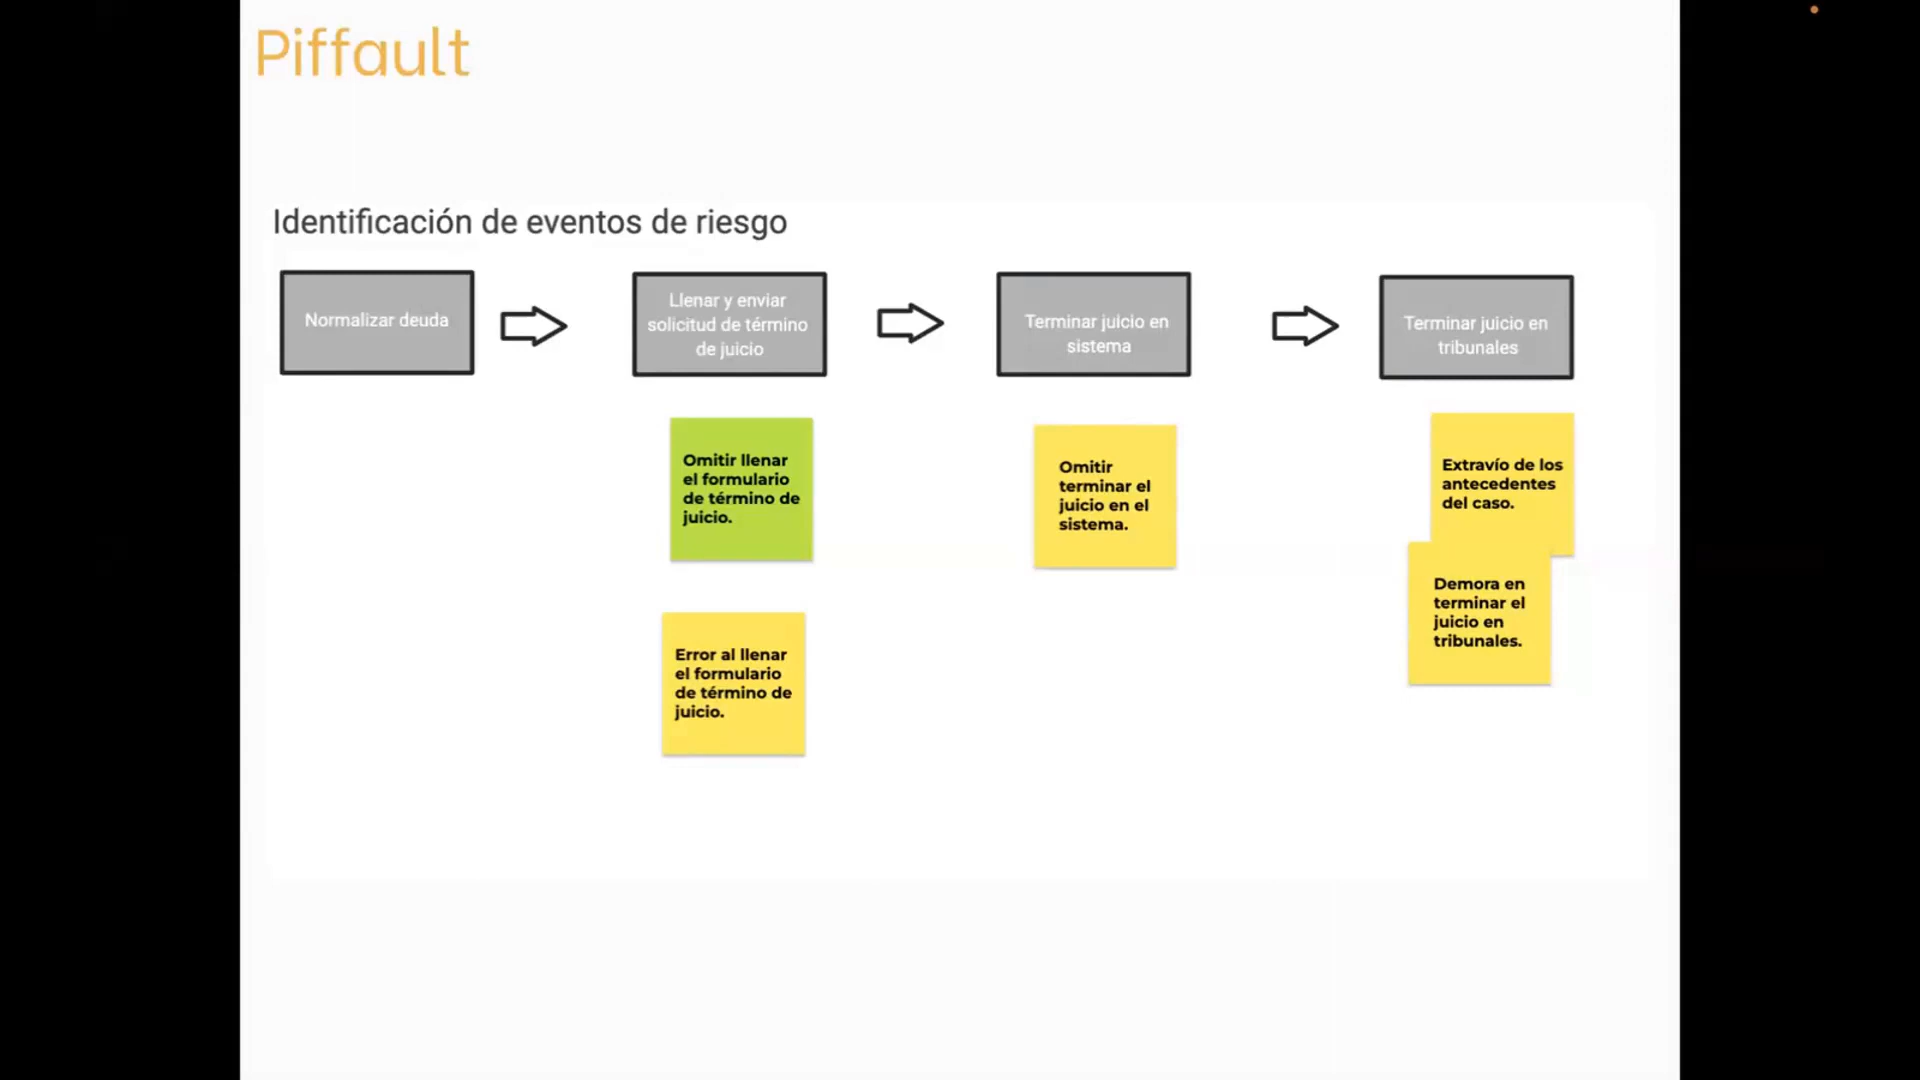 Piffault
Identificación de eventos de riesgo
Normalizar deuda
Llenar y enviar
solicitud de término
de juicio
Terminar juicio en
sistema
Terminar juicio en
tribunales
Omitir llenar
el formulario
de término de
juicio.
Error al llenar
el formulario
de término de
juicio.
Omitir
terminar el
juicio en el
sistema.
Extravío de los
antecedentes
del caso.
Demora en
terminar el
juicio en
tribunales.